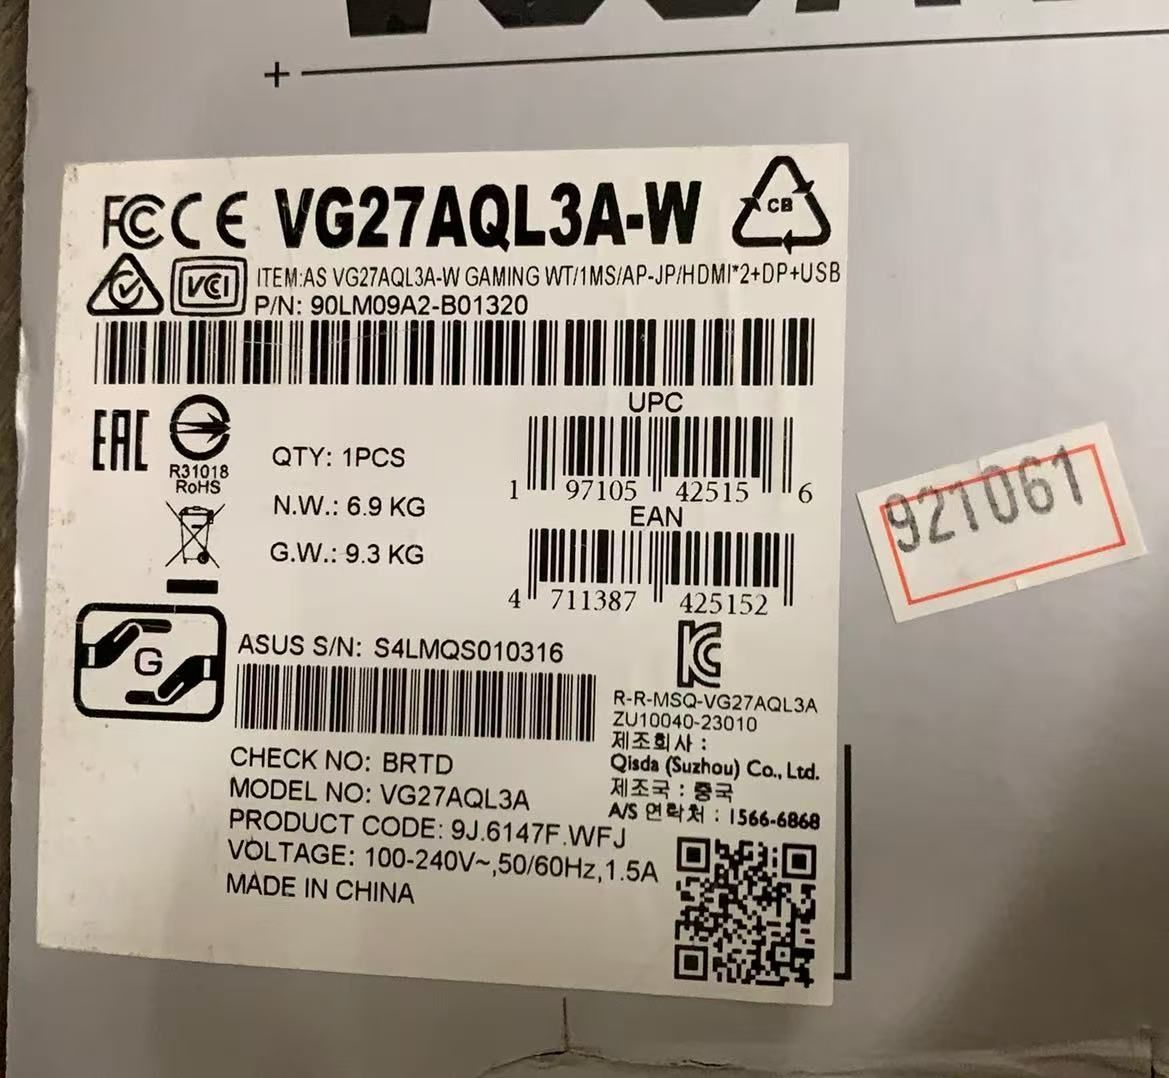 FC CE VG27AQL3A-W
CB
VCCI
ITEM:AS VG27AQL3A-W GAMING WT/1MS/AP-JP/HDMI*2+DP+USB
P/N: 90LM09A2-B01320
UPC
1 97105 42515 6
EAN
4 711387 425152
EAC
R31018
RoHS
QTY: 1PCS
N.W.: 6.9 KG
G.W.: 9.3 KG
921061
G
ASUS S/N: S4LMQS010316
KC
R-R-MSQ-VG27AQL3A
ZU10040-23010
제조회사 :
Qisda (Suzhou) Co., Ltd.
제조국 : 중국
A/S 연락처 : 1566-6868
CHECK NO: BRTD
MODEL NO: VG27AQL3A
PRODUCT CODE: 9J.6147F.WFJ
VOLTAGE: 100-240V~,50/60Hz,1.5A
MADE IN CHINA